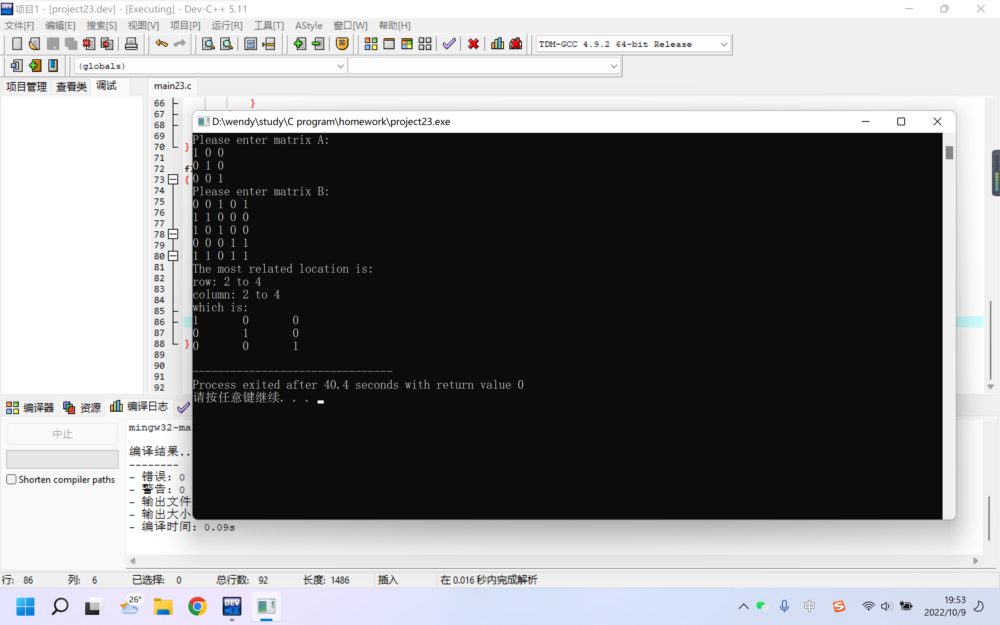 项目1 - [project23.dev] - [Executing] - Dev-C++ 5.11
文件[F] 编辑[E] 搜索[S] 视图[V] 项目[P] 运行[R] 工具[T] AStyle 窗口[W] 帮助[H]
TDM-GCC 4.9.2 64-bit Release
(globals)
项目管理 查看类 调试
main23.c
66 }
67
68
69
70 }
71
72
73 {
74
75
76
77
78
79
80
81
82
83
84
85
86
87
88 }
89
90
91
92
D:\wendy\study\C program\homework\project23.exe
Please enter matrix A:
1 0 0
0 1 0
0 0 1
Please enter matrix B:
0 0 1 0 1
1 1 0 0 0
1 0 1 0 0
0 0 0 1 1
1 1 0 1 1
The most related location is:
row: 2 to 4
column: 2 to 4
which is:
1 0 0
0 1 0
0 0 1
--------------------------------
Process exited after 40.4 seconds with return value 0
请按任意键继续. . .
编译器 资源 编译日志
中止
Shorten compiler paths
mingw32-ma
编译结果..
--------
- 错误: 0
- 警告: 0
- 输出文件
- 输出大小
- 编译时间: 0.09s
行: 86 列: 6 已选择: 0 总行数: 92 长度: 1486 插入 在 0.016 秒内完成解析
26°
DEV C++
中
19:53
2022/10/9